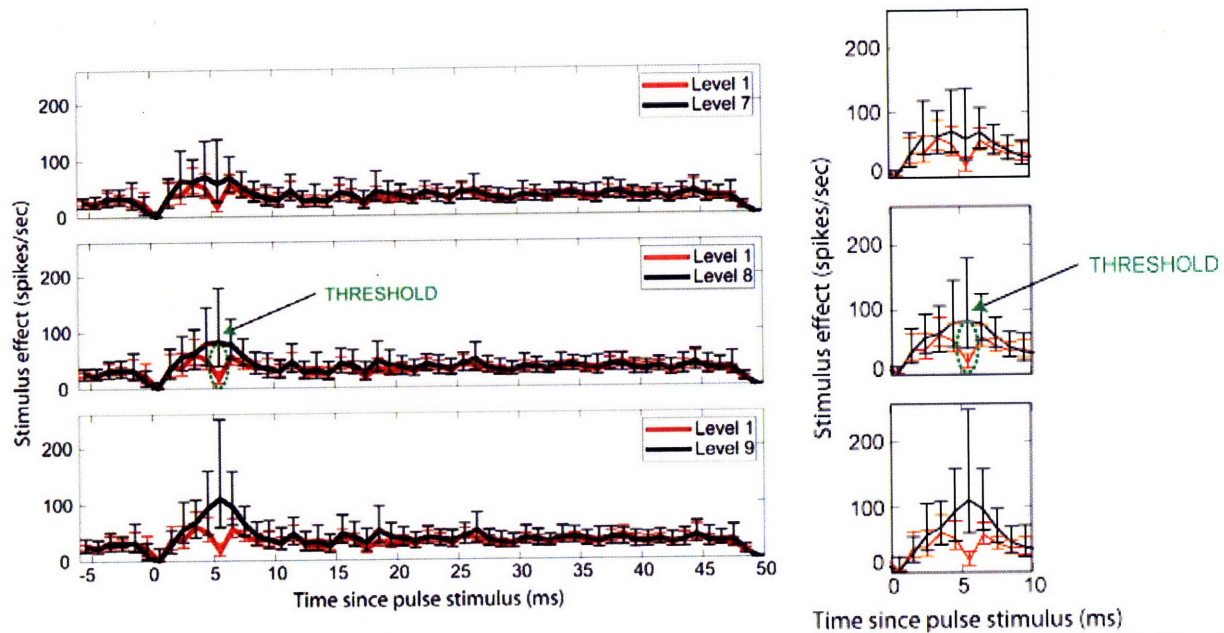 Level 1
Level 7
200
100
0
Level 1
Level 8
THRESHOLD
200
100
0
Level 1
Level 9
200
100
0
-5 0 5 10 15 20 25 30 35 40 45 50
Stimulus effect (spikes/sec)
Time since pulse stimulus (ms)
200
100
0
200
100
0
THRESHOLD
200
100
0
0 5 10
Stimulus effect (spikes/sec)
Time since pulse stimulus (ms)